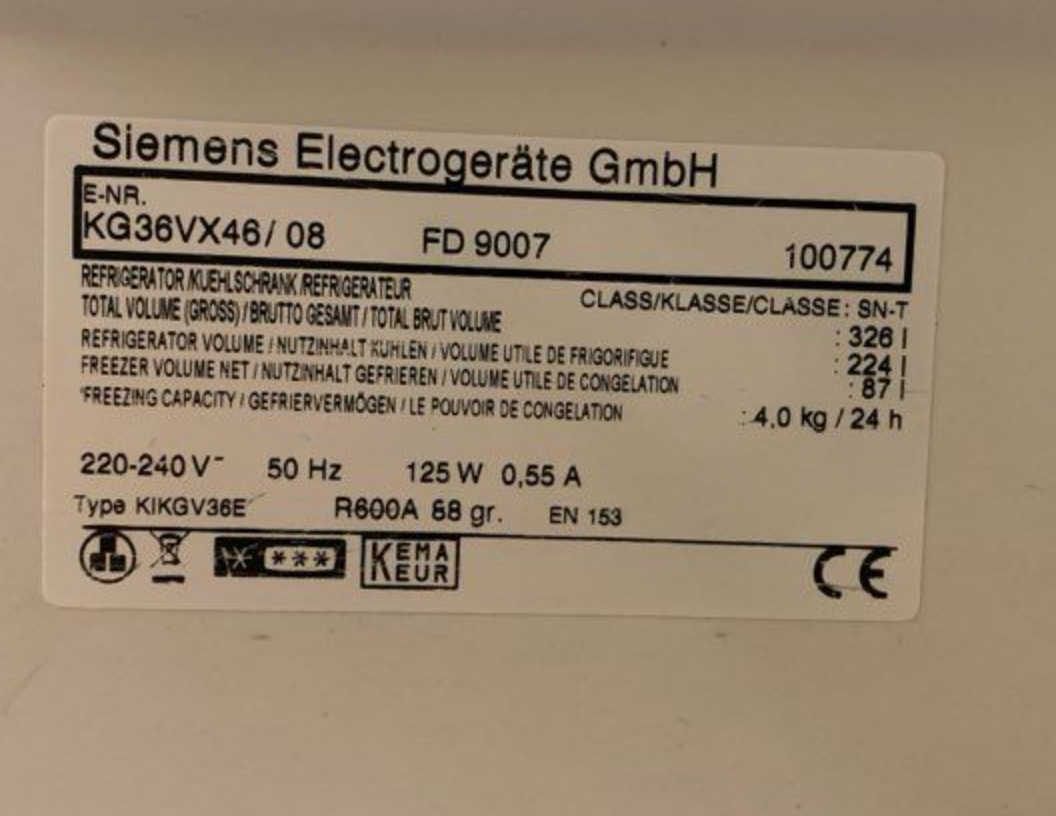 Siemens Electrogeräte GmbH
E-NR.
KG36VX46/ 08 FD 9007 100774
REFRIGERATOR/KUEHLSCHRANK/REFRIGERATEUR CLASS/KLASSE/CLASSE: SN-T
TOTAL VOLUME (GROSS) / BRUTTO GESAMT / TOTAL BRUT VOLUME : 326 l
REFRIGERATOR VOLUME / NUTZINHALT KUHLEN / VOLUME UTILE DE FRIGORIFIGUE : 224 l
FREEZER VOLUME NET / NUTZINHALT GEFRIEREN / VOLUME UTILE DE CONGELATION : 87 l
*FREEZING CAPACITY / GEFRIERVERMÖGEN / LE POUVOIR DE CONGELATION : 4.0 kg / 24 h
220-240 V~ 50 Hz 125 W 0,55 A
Type KIKGV36E R600A 68 gr. EN 153
KEMA
KEUR
CE